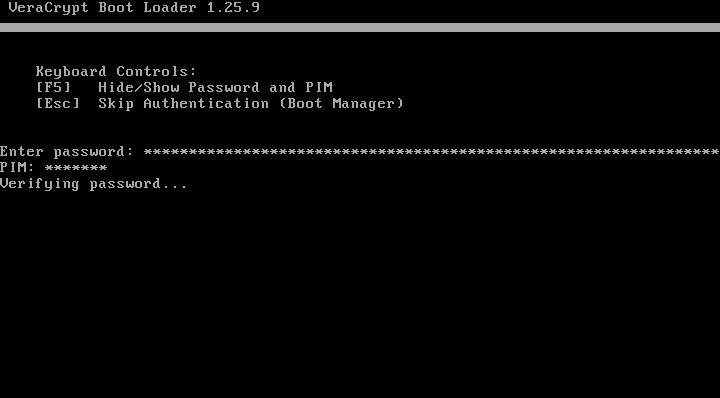 VeraCrypt Boot Loader 1.25.9
Keyboard Controls:
[F5] Hide/Show Password and PIM
[Esc] Skip Authentication (Boot Manager)
Enter password: ****************************************************************
PIM: *******
Verifying password...